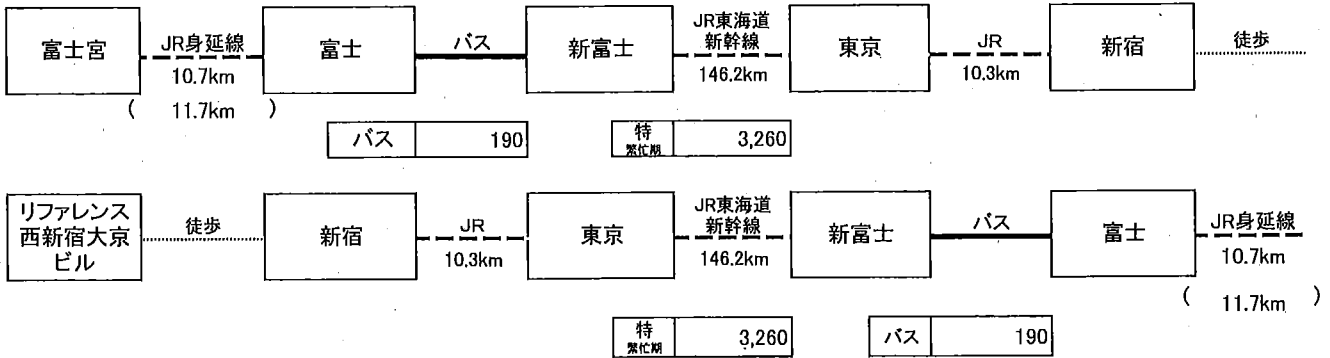 富士宮 JR身延線 富士 バス 新富士 JR東海道新幹線 東京 JR 新宿 徒歩
10.7km 146.2km 10.3km
( 11.7km )
バス 190 特繁忙期 3,260
リファレンス西新宿大京ビル 徒歩 新宿 JR 東京 JR東海道新幹線 新富士 バス 富士 JR身延線
10.3km 146.2km 10.7km
( 11.7km )
特繁忙期 3,260 バス 190